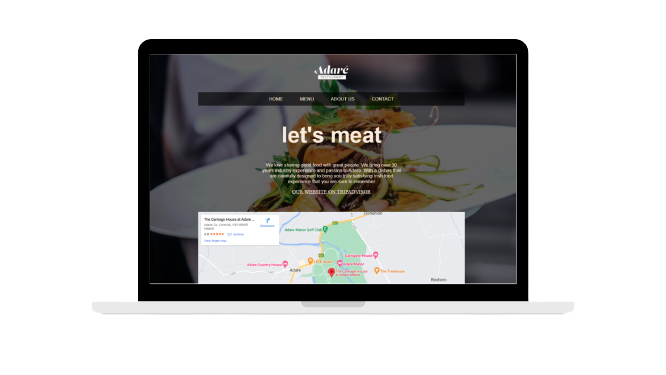 Adaré
HOME MENU ABOUT US CONTACT
let's meat
We love sharing good food with great people. We bring over 30
years industry experience and passion to Adare. With a dishes that
are carefully designed to bring you truly satisfying Irish food
experience that you are sure to remember.
OUR WEBSITE ON TRIPADVISOR
The Carriage House at Adare ...
Directions
View larger map
Adare Manor Golf Club
Carriage House
Adare Manor
Adare Country House
The Treehouse
Adare
The Carriage House
at Adare Manor